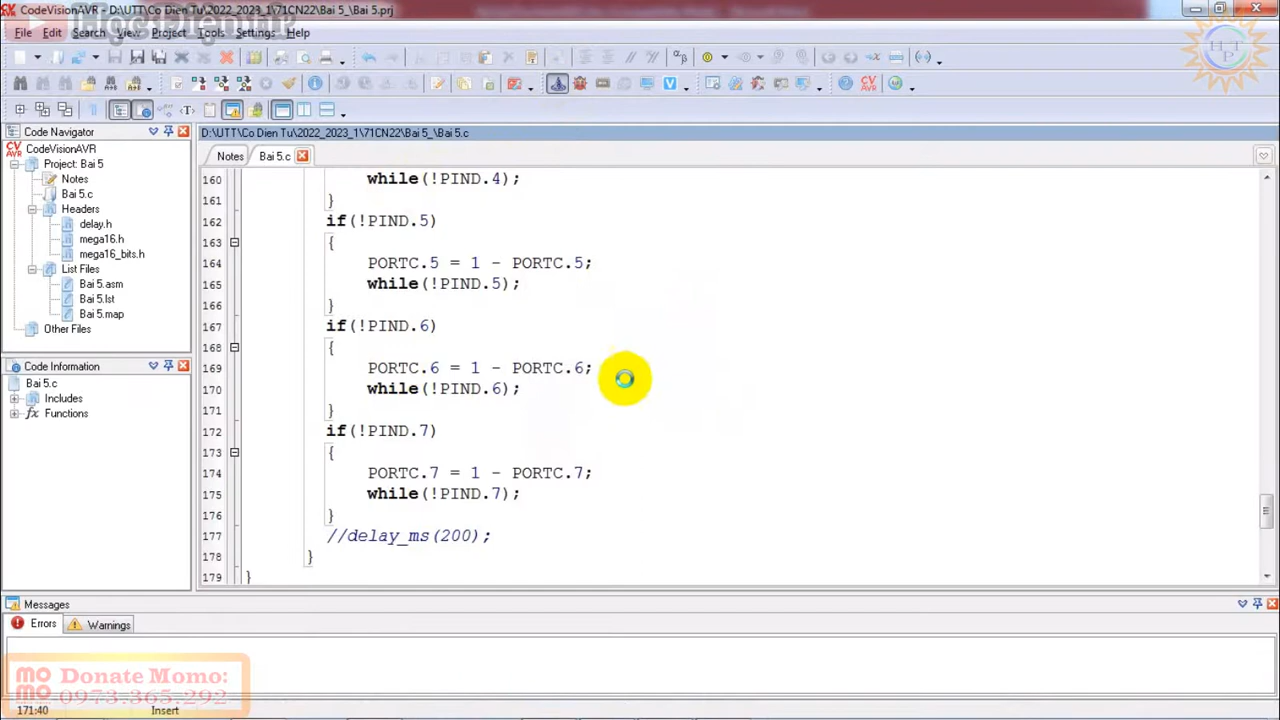 CodeVisionAVR - D:\UTT\Co Dien Tu\2022_2023_1\71CN22\Bai 5_\Bai 5.prj
File Edit Search View Project Tools Settings Help
HTP
Code Navigator
CodeVisionAVR
Project: Bai 5
Notes
Bai 5.c
Headers
delay.h
mega16.h
mega16_bits.h
List Files
Bai 5.asm
Bai 5.lst
Bai 5.map
Other Files
Code Information
Bai 5.c
Includes
Functions
D:\UTT\Co Dien Tu\2022_2023_1\71CN22\Bai 5_\Bai 5.c
Notes Bai 5.c
160 while(!PIND.4);
161 }
162 if(!PIND.5)
163 {
164 PORTC.5 = 1 - PORTC.5;
165 while(!PIND.5);
166 }
167 if(!PIND.6)
168 {
169 PORTC.6 = 1 - PORTC.6;
170 while(!PIND.6);
171 }
172 if(!PIND.7)
173 {
174 PORTC.7 = 1 - PORTC.7;
175 while(!PIND.7);
176 }
177 //delay_ms(200);
178 }
179 }
Messages
Errors Warnings
Donate Momo:
0973.365.292
171:40 Insert